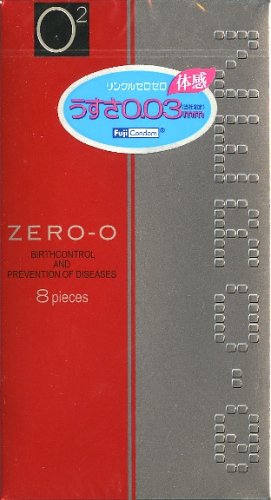 O²
リンクルゼロゼロ
体感
うすさ0.03mm
Fuji Condom®
ZERO-O
BIRTHCONTROL
AND
PREVENTION OF DISEASES
8 pieces
ZERO-O